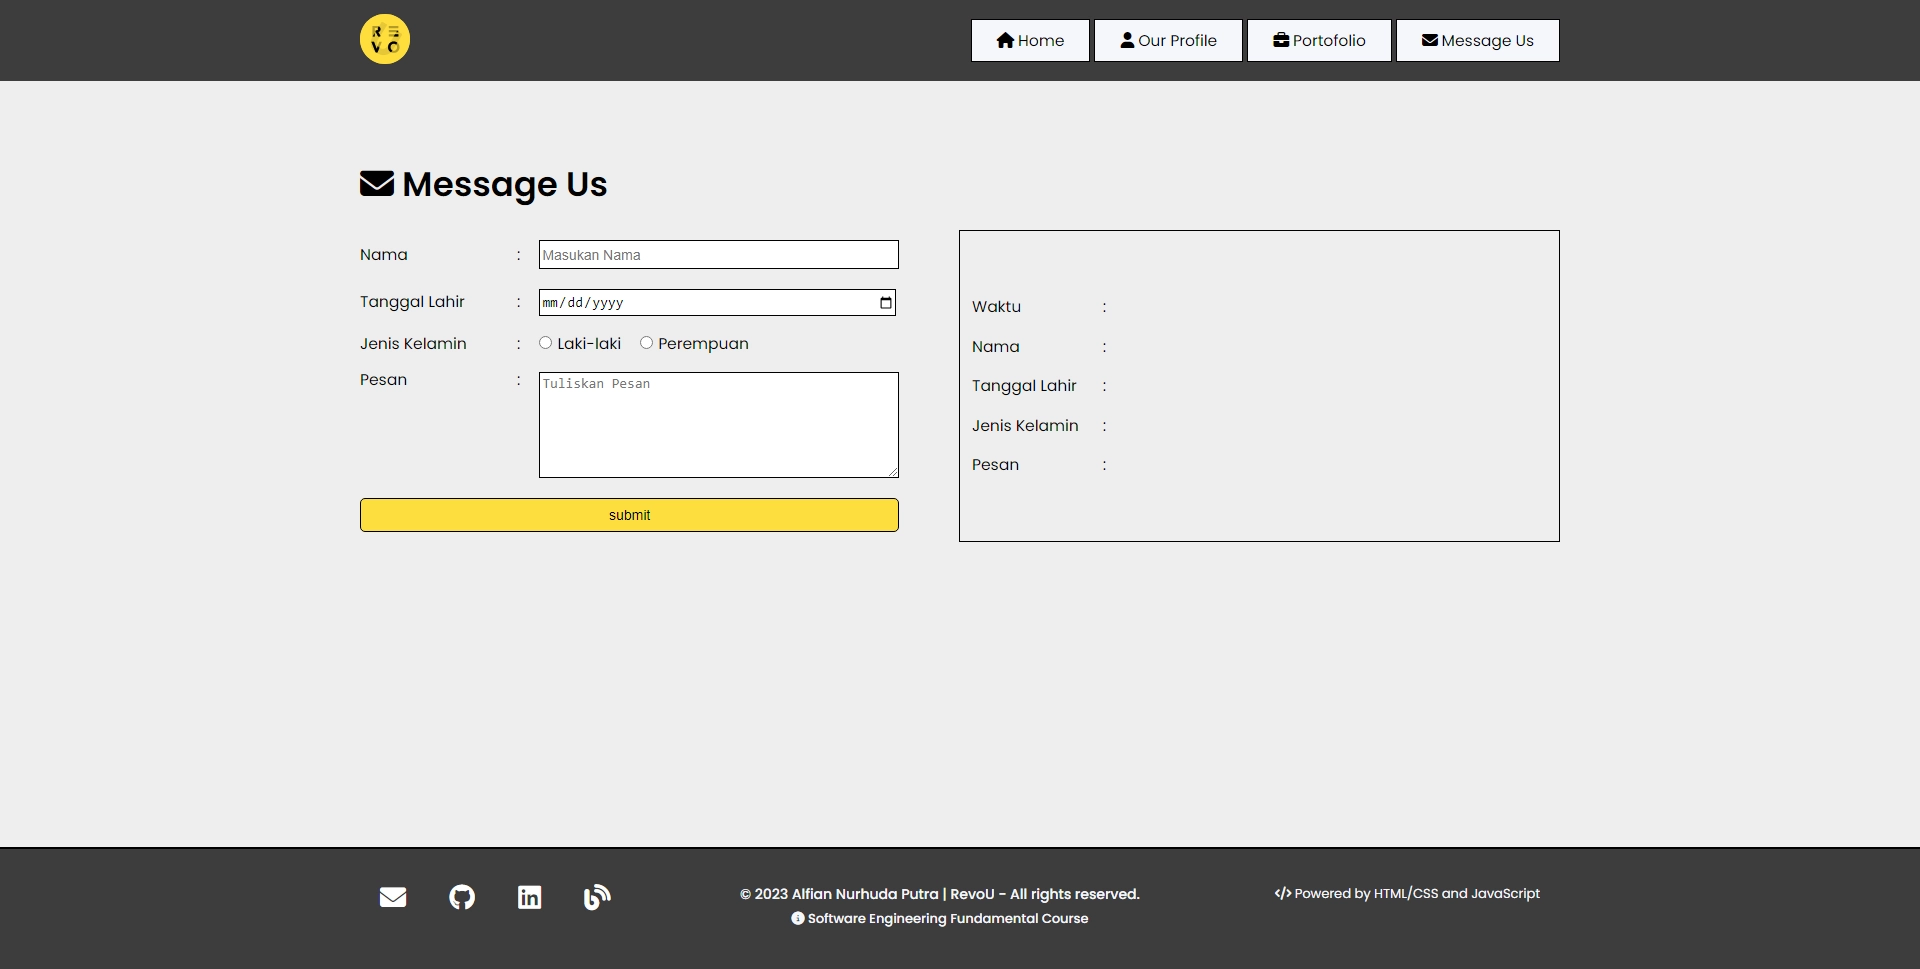 REVO
Home Our Profile Portofolio Message Us
Message Us
Nama : Masukan Nama
Tanggal Lahir : mm/dd/yyyy
Jenis Kelamin : Laki-laki Perempuan
Pesan : Tuliskan Pesan
submit
Waktu :
Nama :
Tanggal Lahir :
Jenis Kelamin :
Pesan :
© 2023 Alfian Nurhuda Putra | RevoU - All rights reserved.
Software Engineering Fundamental Course
Powered by HTML/CSS and JavaScript